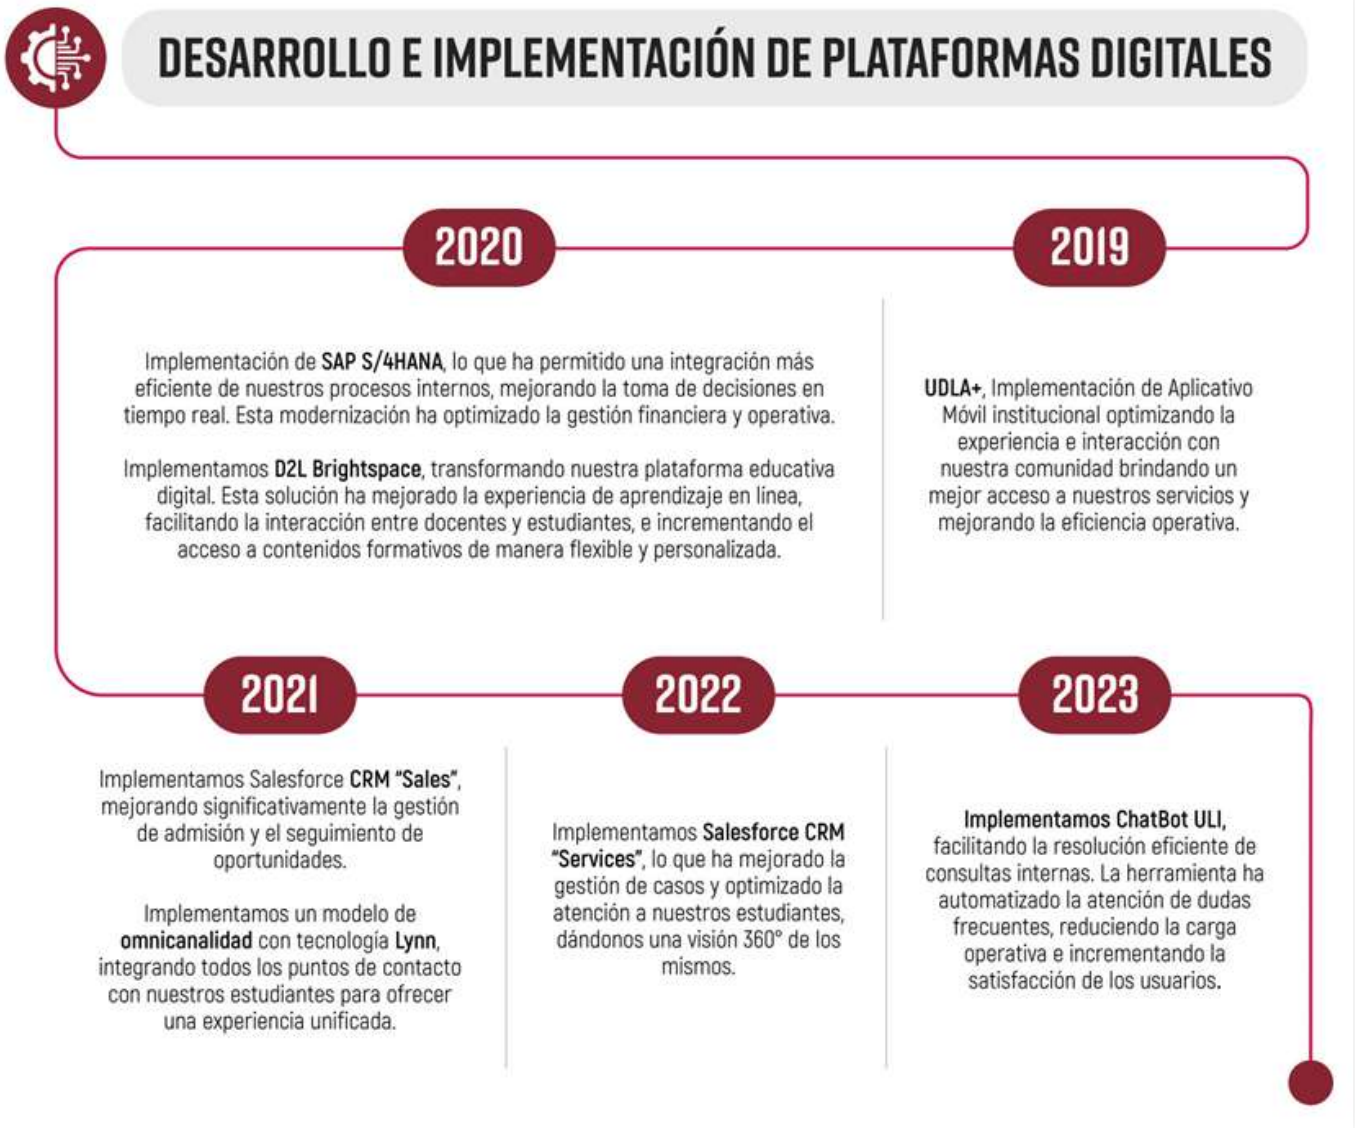 DESARROLLO E IMPLEMENTACIÓN DE PLATAFORMAS DIGITALES
2019
UDLA+, Implementación de Aplicativo
Móvil institucional optimizando la
experiencia e interacción con
nuestra comunidad brindando un
mejor acceso a nuestros servicios y
mejorando la eficiencia operativa.
2020
Implementación de SAP S/4HANA, lo que ha permitido una integración más
eficiente de nuestros procesos internos, mejorando la toma de decisiones en
tiempo real. Esta modernización ha optimizado la gestión financiera y operativa.
Implementamos D2L Brightspace, transformando nuestra plataforma educativa
digital. Esta solución ha mejorado la experiencia de aprendizaje en línea,
facilitando la interacción entre docentes y estudiantes, e incrementando el
acceso a contenidos formativos de manera flexible y personalizada.
2021
Implementamos Salesforce CRM “Sales”,
mejorando significativamente la gestión
de admisión y el seguimiento de
oportunidades.
Implementamos un modelo de
omnicanalidad con tecnología Lynn,
integrando todos los puntos de contacto
con nuestros estudiantes para ofrecer
una experiencia unificada.
2022
Implementamos Salesforce CRM
“Services”, lo que ha mejorado la
gestión de casos y optimizado la
atención a nuestros estudiantes,
dándonos una visión 360° de los
mismos.
2023
Implementamos ChatBot ULI,
facilitando la resolución eficiente de
consultas internas. La herramienta ha
automatizado la atención de dudas
frecuentes, reduciendo la carga
operativa e incrementando la
satisfacción de los usuarios.